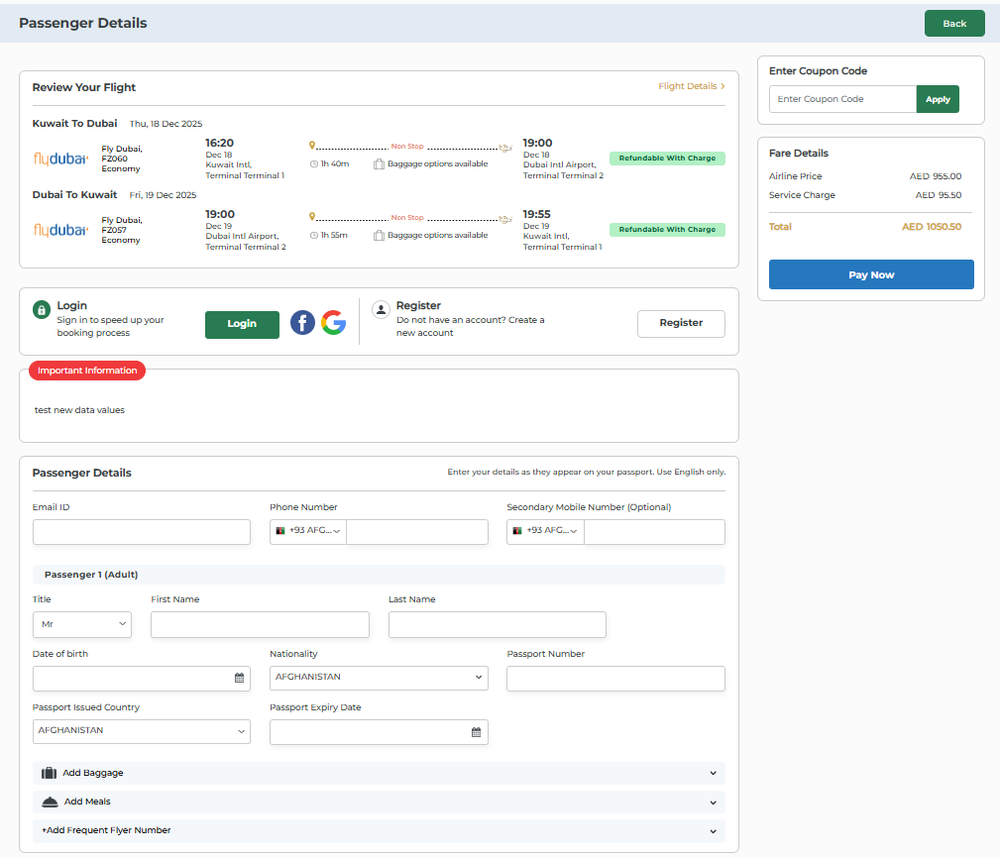 Passenger Details
Back
Review Your Flight
Flight Details >
Kuwait To Dubai Thu, 18 Dec 2025
flydubai
Fly Dubai,
FZ060
Economy
16:20
Dec 18
Kuwait Intl,
Terminal Terminal 1
Non Stop
1h 40m
Baggage options available
19:00
Dec 18
Dubai Intl Airport,
Terminal Terminal 2
Refundable With Charge
Dubai To Kuwait Fri, 19 Dec 2025
flydubai
Fly Dubai,
FZ057
Economy
19:00
Dec 19
Dubai Intl Airport,
Terminal Terminal 2
Non Stop
1h 55m
Baggage options available
19:55
Dec 19
Kuwait Intl,
Terminal Terminal 1
Refundable With Charge
Enter Coupon Code
Enter Coupon Code
Apply
Fare Details
Airline Price AED 955.00
Service Charge AED 95.50
Total AED 1050.50
Pay Now
Login
Sign in to speed up your
booking process
Login
Register
Do not have an account? Create a
new account
Register
Important Information
test new data values
Passenger Details
Enter your details as they appear on your passport. Use English only.
Email ID
Phone Number
+93 AFG...
Secondary Mobile Number (Optional)
+93 AFG...
Passenger 1 (Adult)
Title
Mr
First Name
Last Name
Date of birth
Nationality
AFGHANISTAN
Passport Number
Passport Issued Country
AFGHANISTAN
Passport Expiry Date
Add Baggage
Add Meals
+Add Frequent Flyer Number